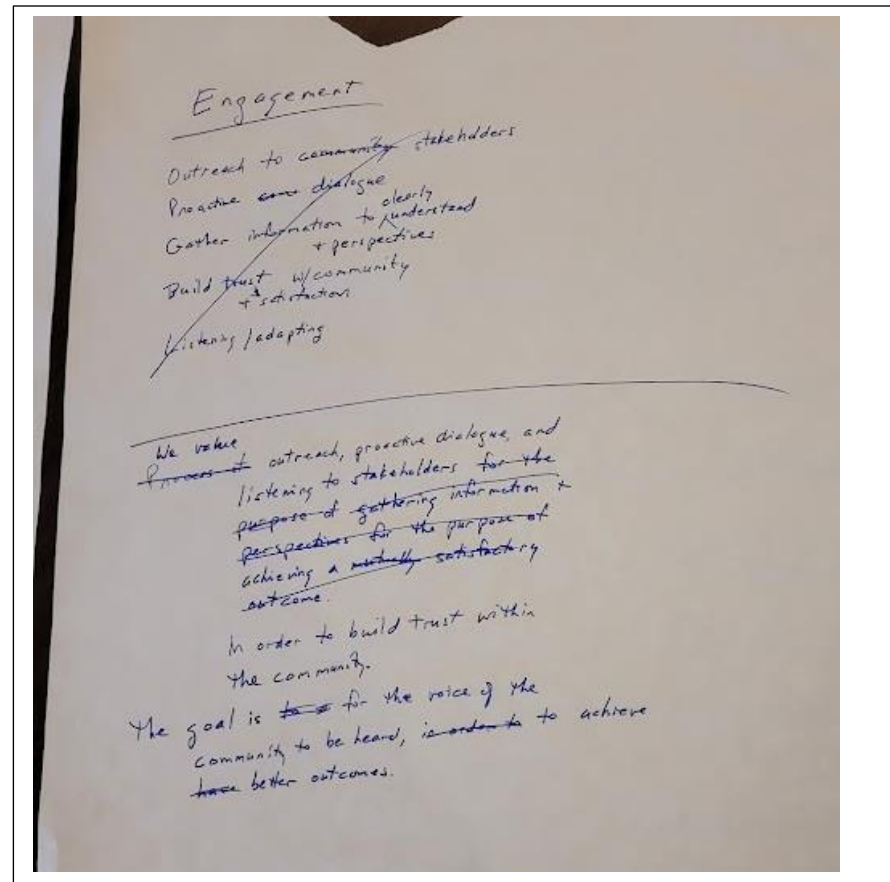 Engagement
Outreach to community stakeholders
Proactive dialogue
clearly
Gather information to understand
+ perspectives
Build trust w/community
+ satisfaction
Listening/adapting
We value
Process of outreach, proactive dialogue, and
listening to stakeholders for the
purpose of gathering information +
perspectives for the purpose of
achieving a mutually satisfactory
outcome.
In order to build trust within
the community.
The goal is for the voice of the
community to be heard, in order to to achieve
have better outcomes.